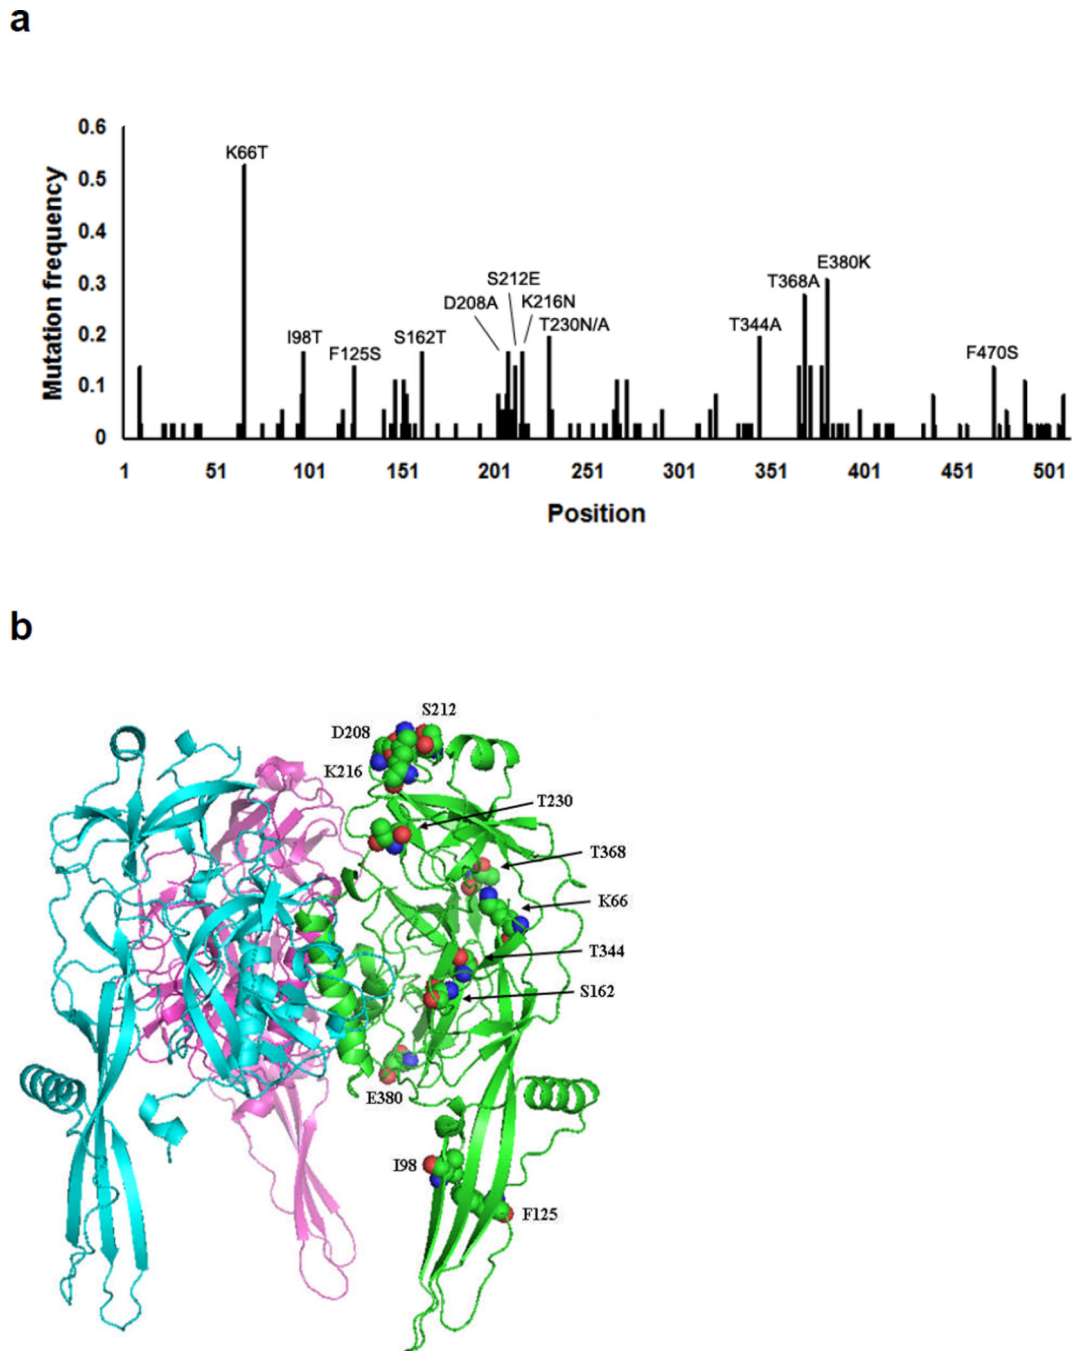 a
0.6
K66T
0.5
0.4
E380K
0.3
S212E
T368A
D208A
K216N
T230N/A
T344A
0.2
S162T
I98T
F125S
F470S
0.1
0
1 51 101 151 201 251 301 351 401 451 501
Mutation frequency
Position
b
S212
D208
K216
T230
T368
K66
T344
S162
E380
I98
F125